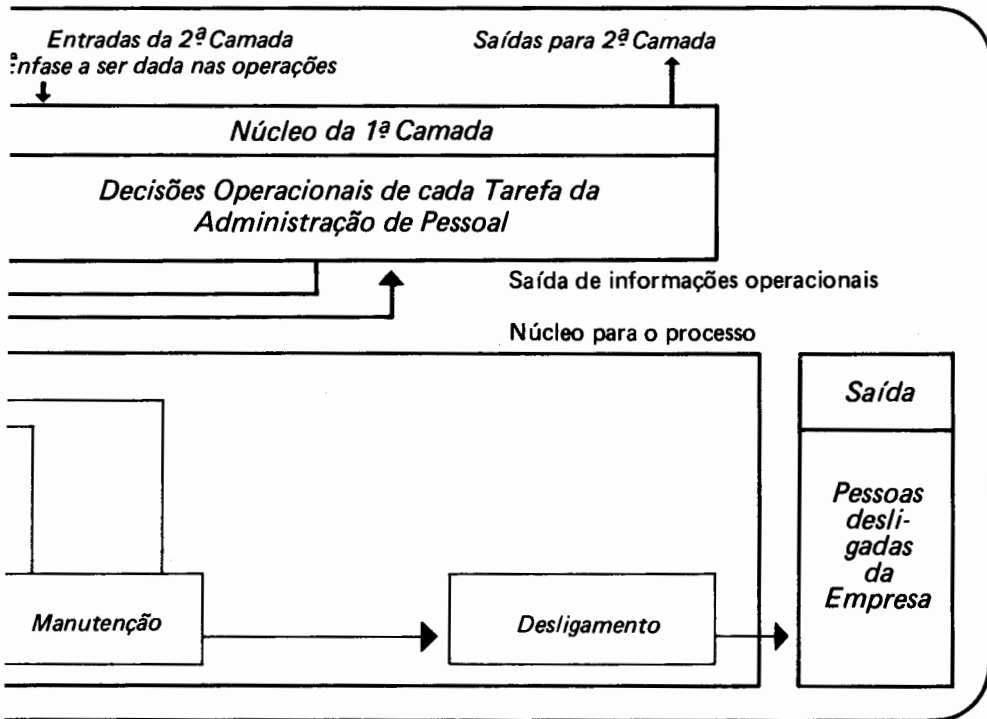 Entradas da 2ª Camada
Saídas para 2ª Camada
ênfase a ser dada nas operações
Núcleo da 1ª Camada
Decisões Operacionais de cada Tarefa da
Administração de Pessoal
Saída de informações operacionais
Núcleo para o processo
Saída
Pessoas
desli-
gadas
da
Empresa
Manutenção
Desligamento